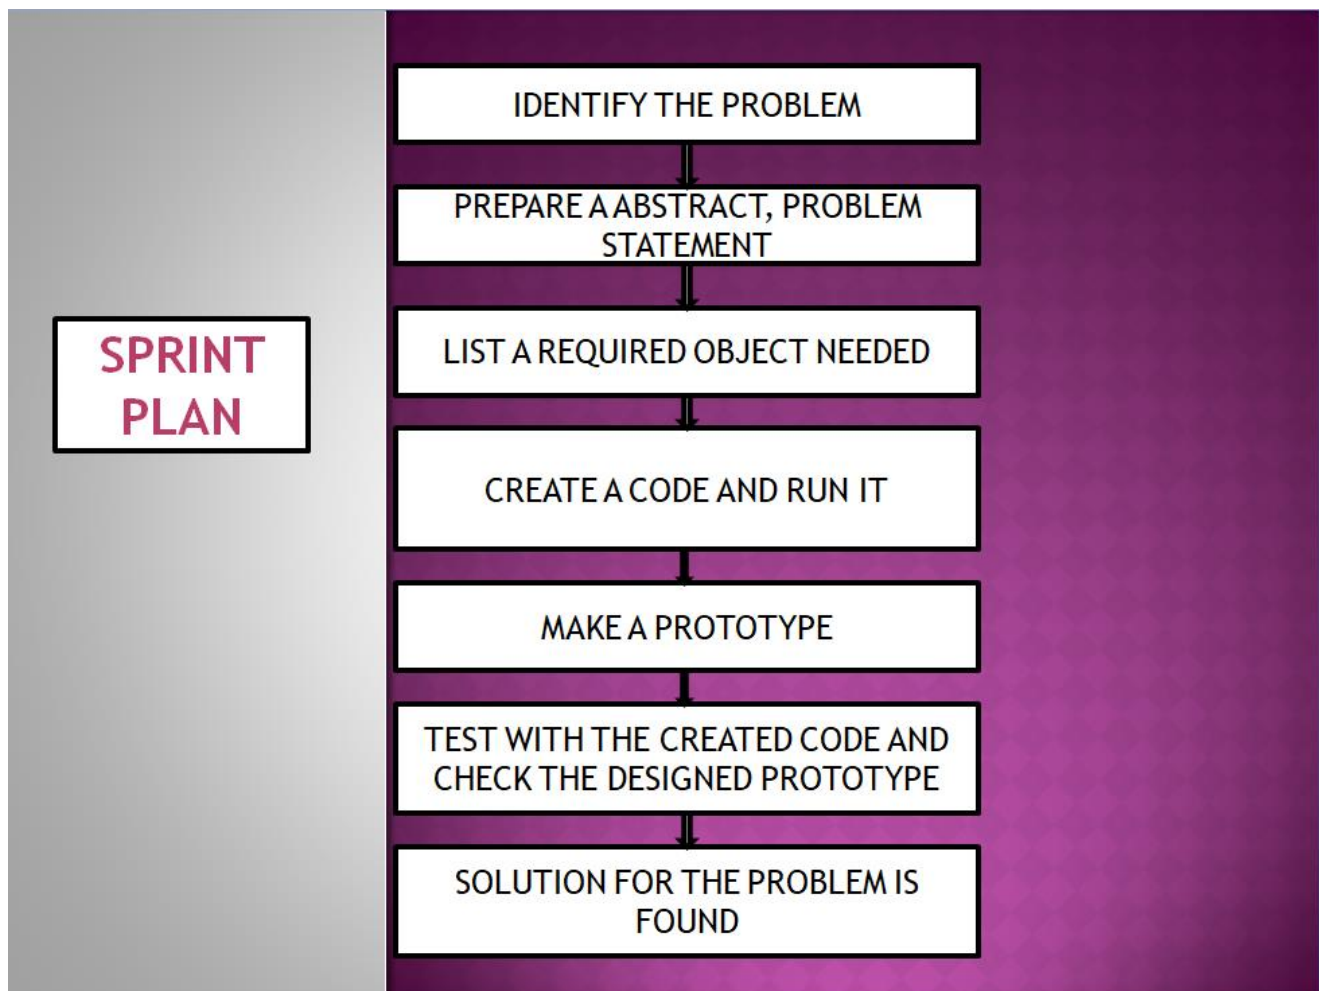 SPRINT
PLAN
IDENTIFY THE PROBLEM
PREPARE A ABSTRACT, PROBLEM
STATEMENT
LIST A REQUIRED OBJECT NEEDED
CREATE A CODE AND RUN IT
MAKE A PROTOTYPE
TEST WITH THE CREATED CODE AND
CHECK THE DESIGNED PROTOTYPE
SOLUTION FOR THE PROBLEM IS
FOUND